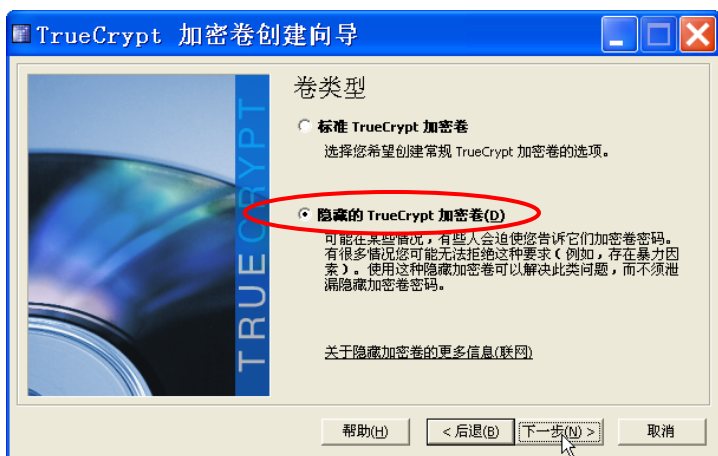 TrueCrypt 加密卷创建向导
TRUECRYPT
卷类型
标准 TrueCrypt 加密卷
选择您希望创建常规 TrueCrypt 加密卷的选项。
隐藏的 TrueCrypt 加密卷(D)
可能在某些情况，有些人会迫使您告诉它们加密卷密码。
有很多情况您可能无法拒绝这种要求（例如，存在暴力因
素）。使用这种隐藏加密卷可以解决此类问题，而不须泄
漏隐藏加密卷密码。
关于隐藏加密卷的更多信息(联网)
帮助(H) < 后退(B) 下一步(N) > 取消